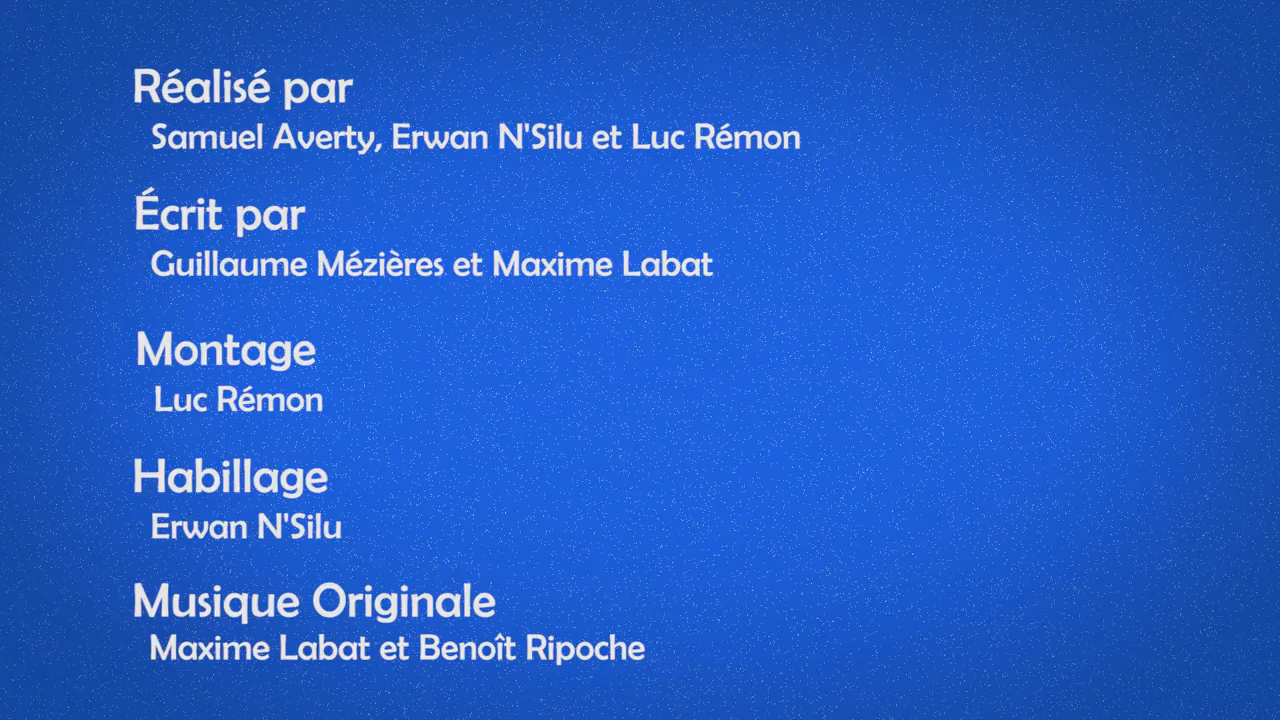 Réalisé par
Samuel Averty, Erwan N'Silu et Luc Rémon
Écrit par
Guillaume Mézières et Maxime Labat
Montage
Luc Rémon
Habillage
Erwan N'Silu
Musique Originale
Maxime Labat et Benoît Ripoche